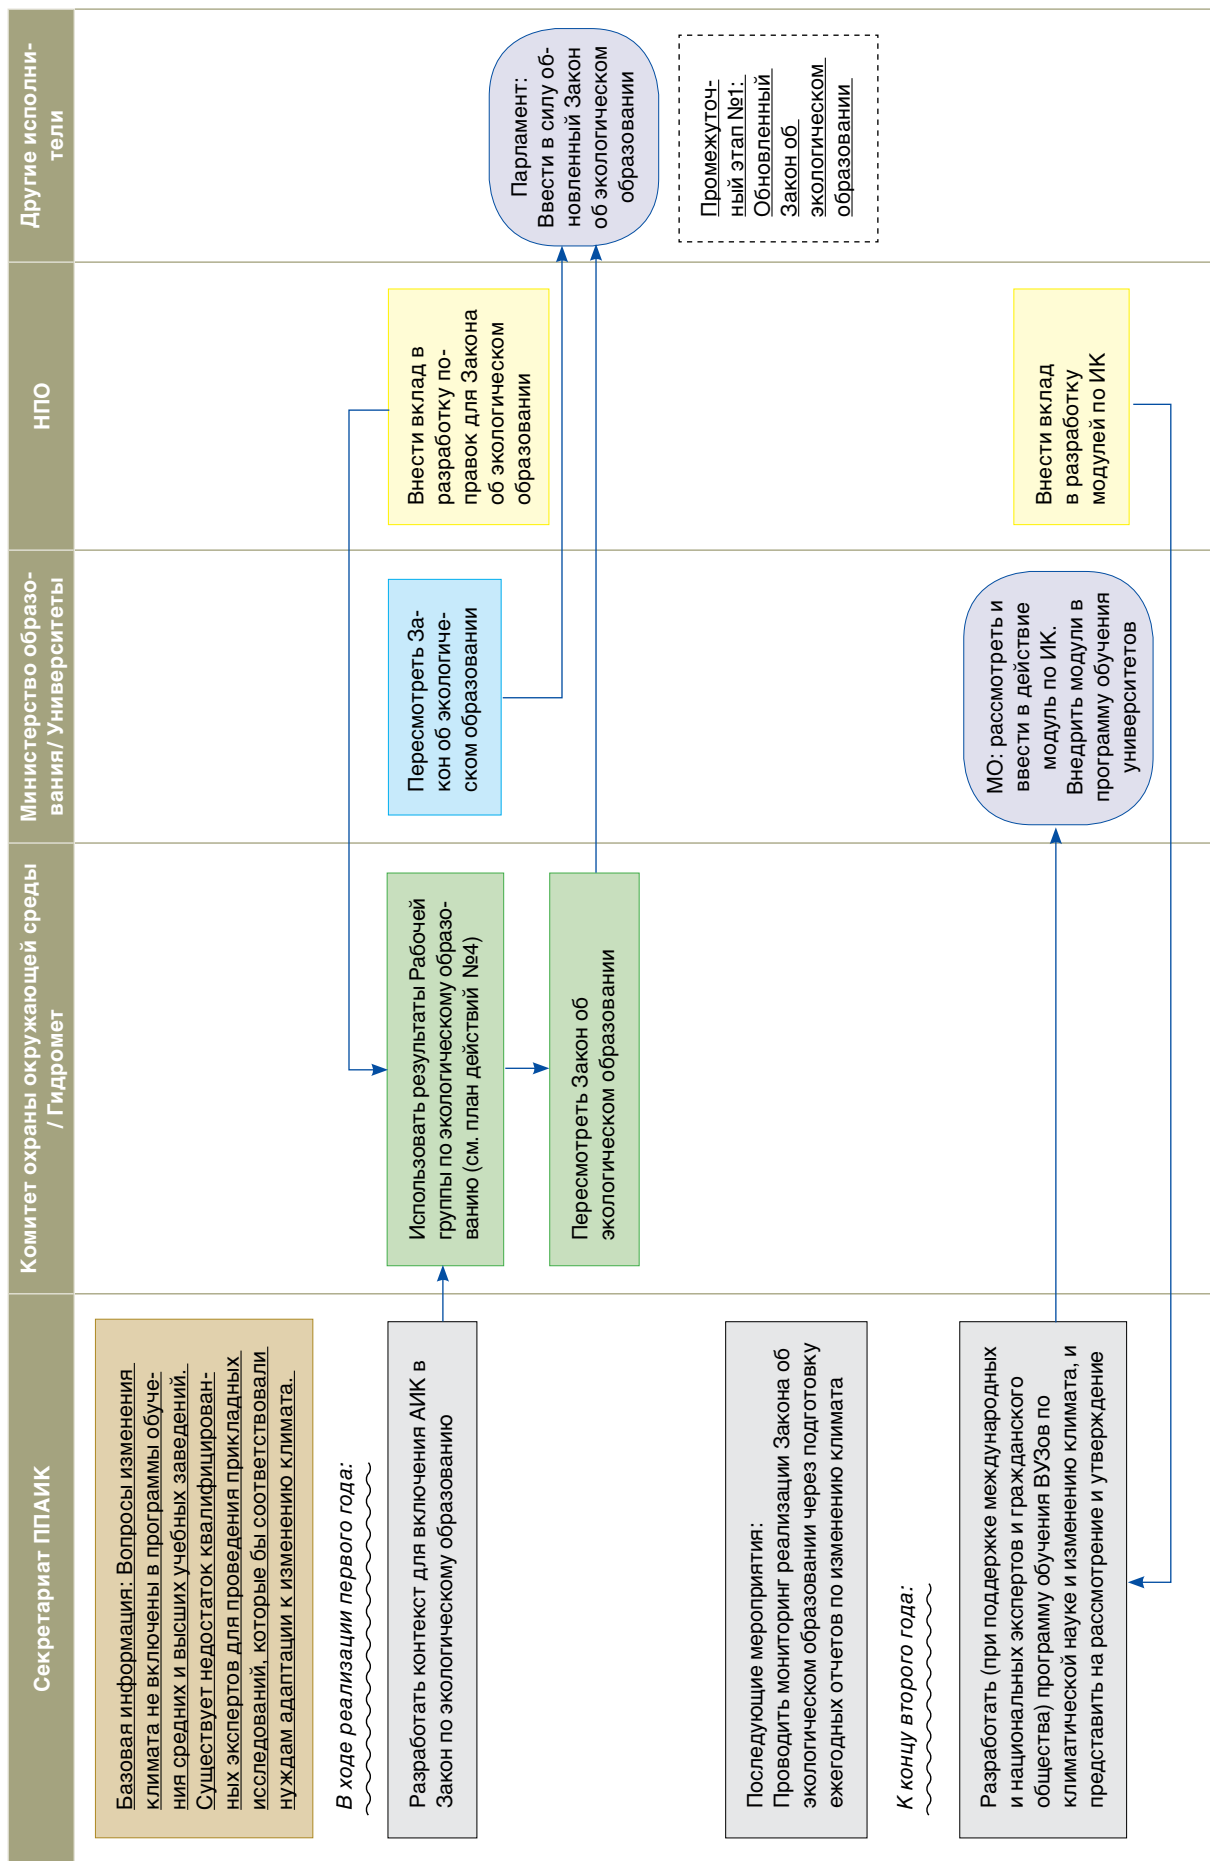 Секретариат ППАИК
Комитет охраны окружающей среды
/ Гидромет
Министерство образо-
вания/ Университеты
НПО
Другие исполни-
тели
Базовая информация: Вопросы изменения
климата не включены в программы обуче-
ния средних и высших учебных заведений.
Существует недостаток квалифицирован-
ных экспертов для проведения прикладных
исследований, которые бы соответствовали
нуждам адаптации к изменению климата.
В ходе реализации первого года:
Разработать контекст для включения АИК в
Закон по экологическому образованию
Использовать результаты Рабочей
группы по экологическому образо-
ванию (см. план действий №4)
Пересмотреть За-
кон об экологиче-
ском образовании
Внести вклад в
разработку по-
правок для Закона
об экологическом
образовании
Парламент:
Ввести в силу об-
новленный Закон
об экологическом
образовании
Пересмотреть Закон об
экологическом образовании
Промежуточ-
ный этап №1:
Обновленный
Закон об
экологическом
образовании
Последующие мероприятия:
Проводить мониторинг реализации Закона об
экологическом образовании через подготовку
ежегодных отчетов по изменению климата
К концу второго года:
Разработать (при поддержке международных
и национальных экспертов и гражданского
общества) программу обучения ВУЗов по
климатической науке и изменению климата, и
представить на рассмотрение и утверждение
МО: рассмотреть и
ввести в действие
модуль по ИК.
Внедрить модули в
программу обучения
университетов
Внести вклад
в разработку
модулей по ИК